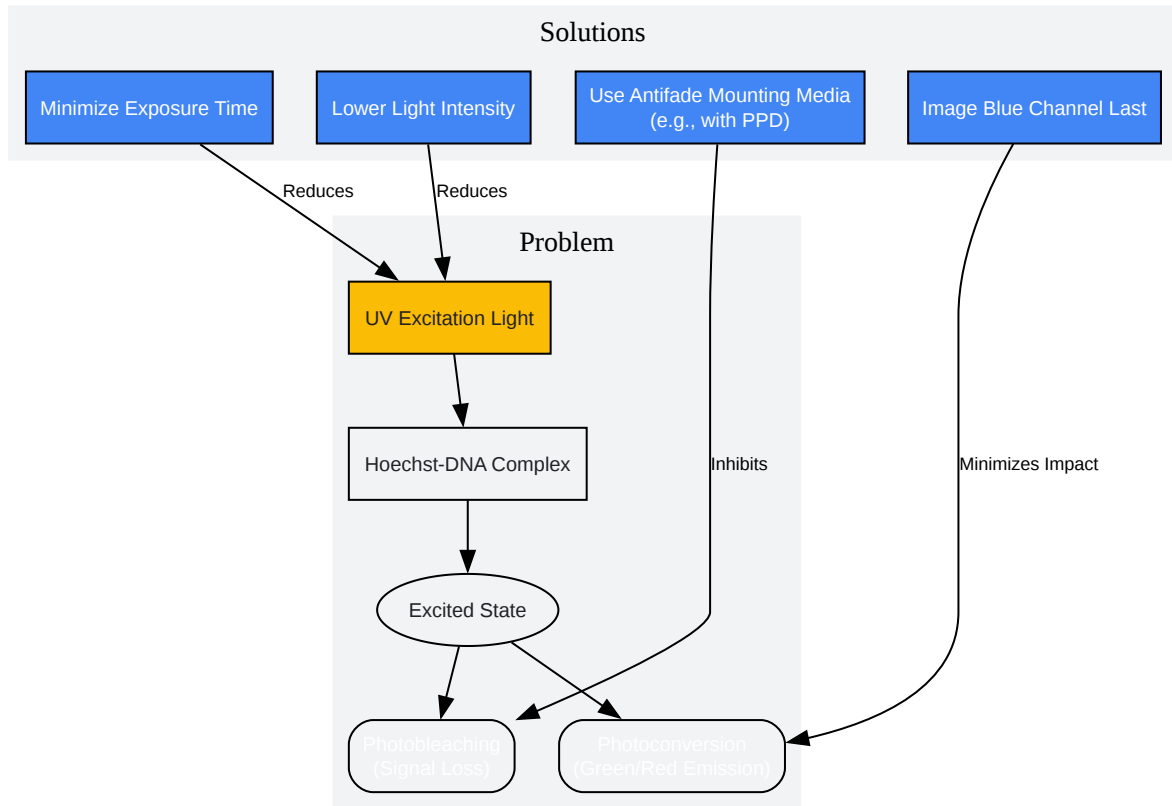 Solutions
Minimize Exposure Time
Lower Light Intensity
Use Antifade Mounting Media
(e.g., with PPD)
Image Blue Channel Last
Reduces
Reduces
Problem
UV Excitation Light
Hoechst-DNA Complex
Inhibits
Minimizes Impact
Excited State
Photobleaching
(Signal Loss)
Photoconversion
(Green/Red Emission)